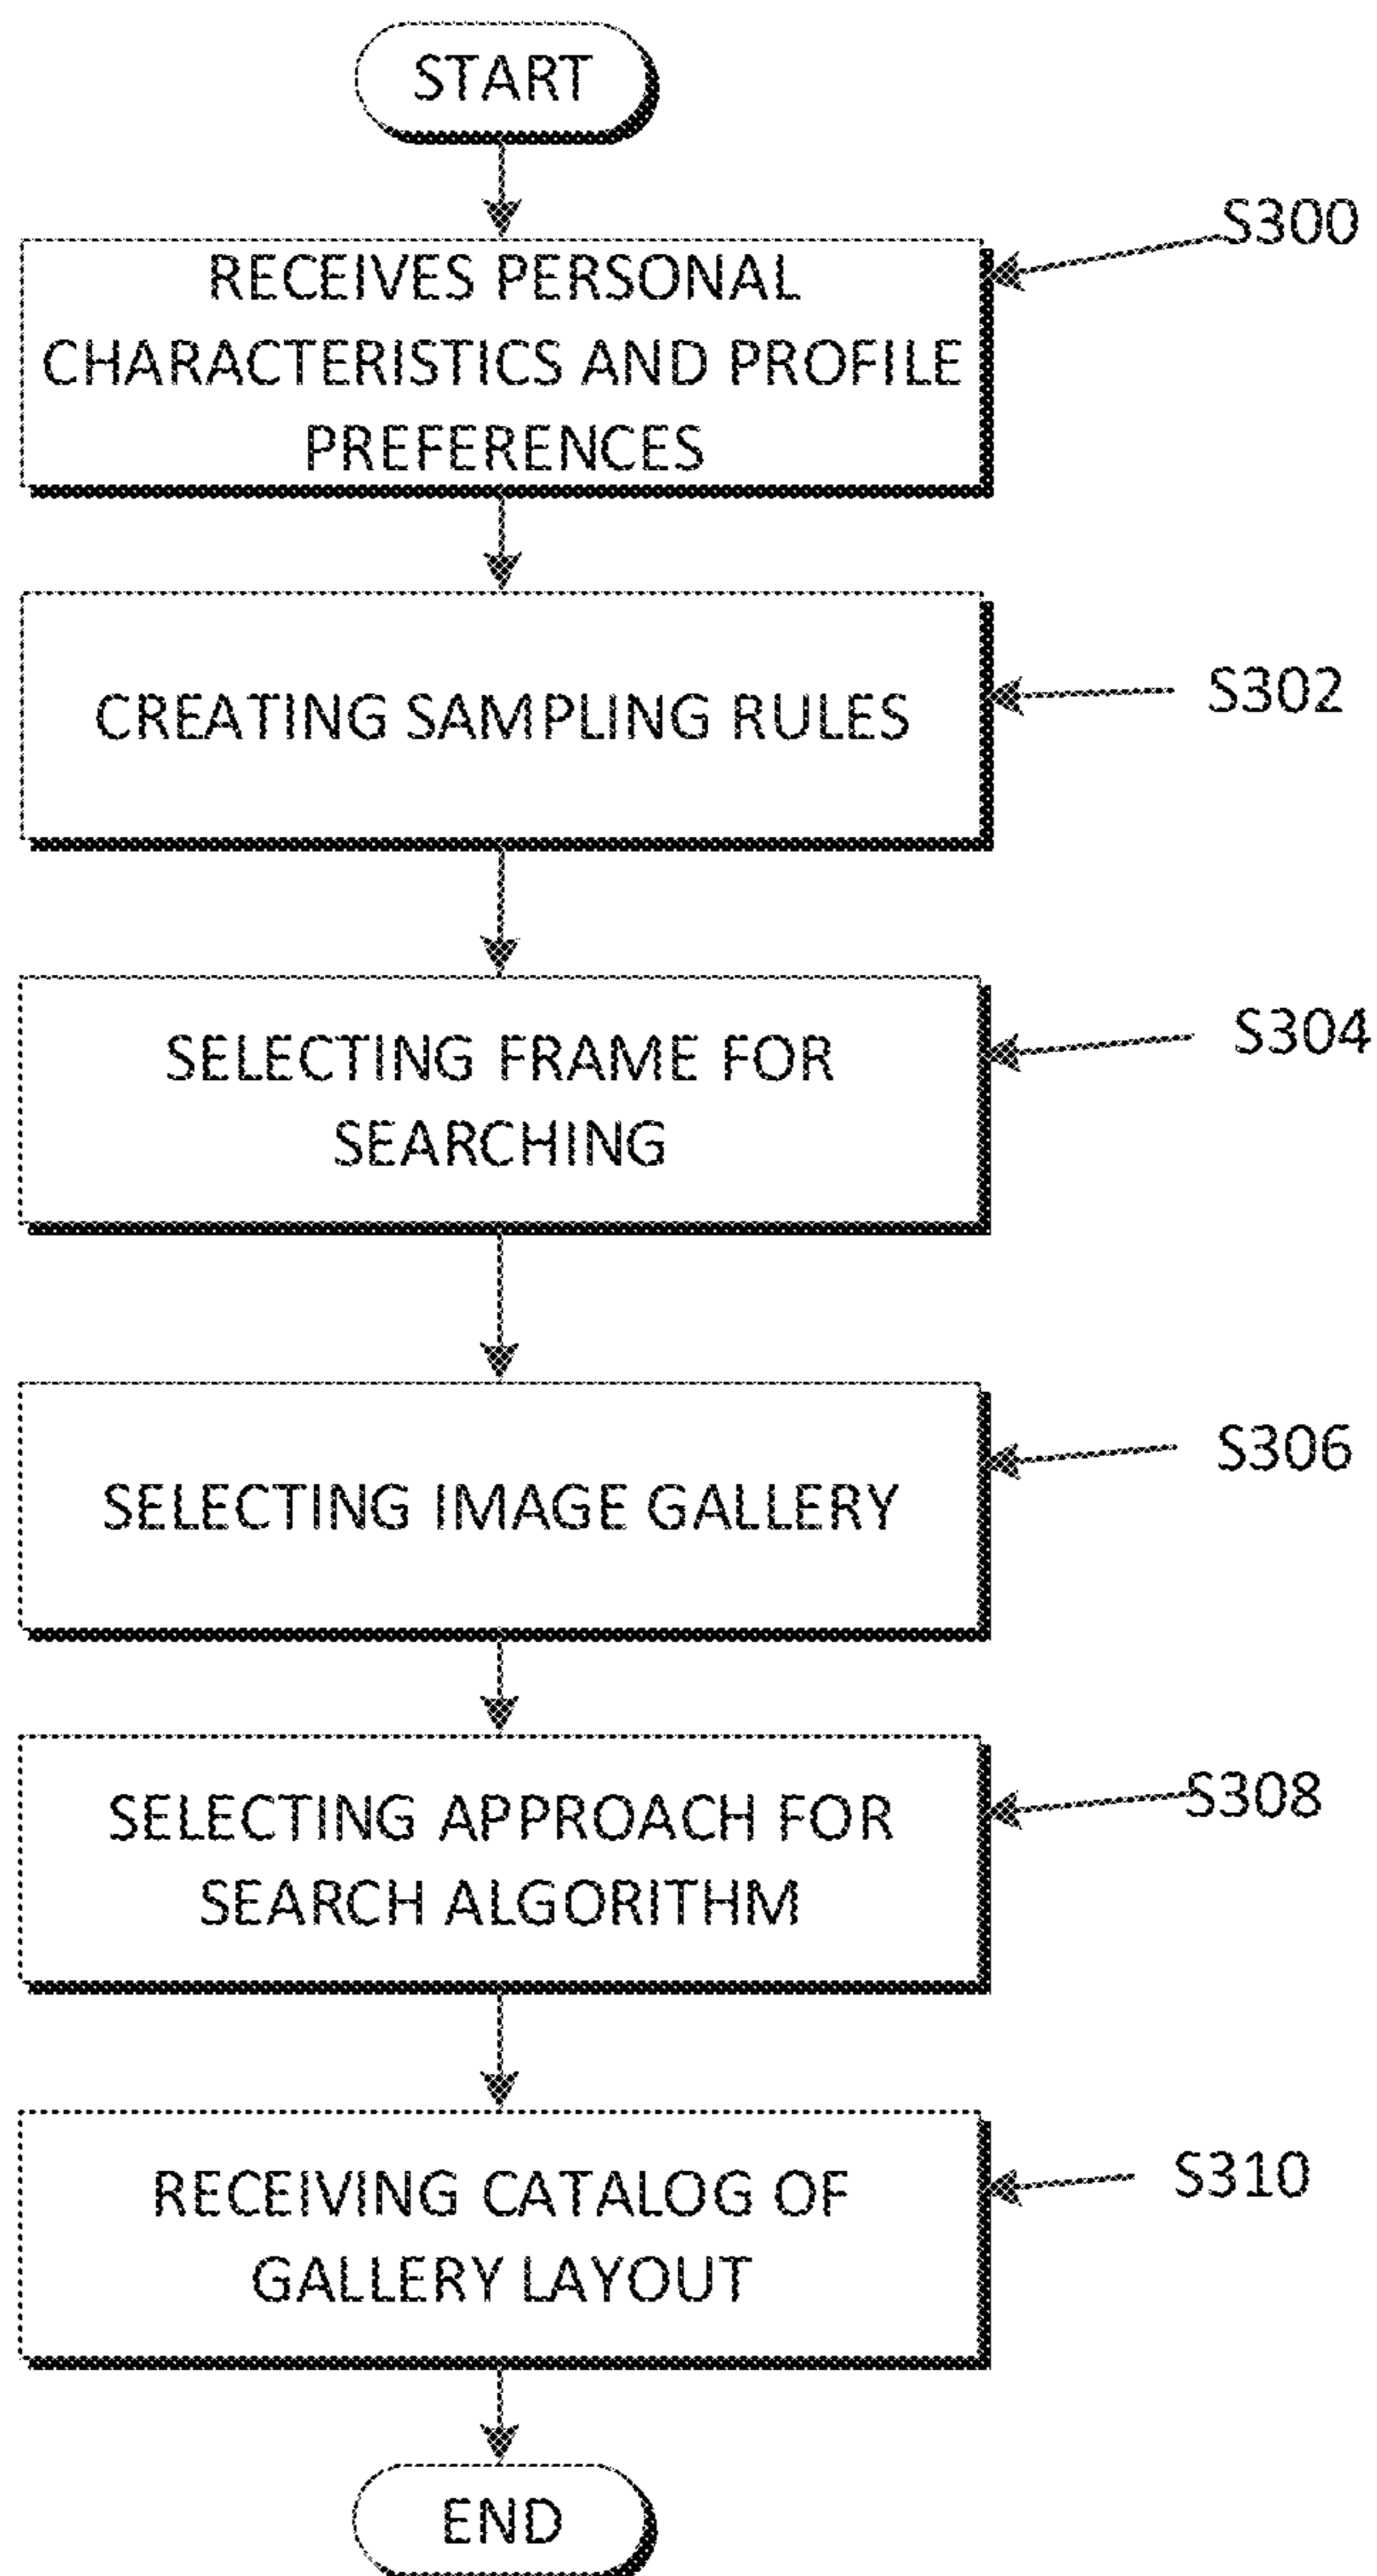 START
S300
RECEIVES PERSONAL
CHARACTERISTICS AND PROFILE
PREFERENCES
S302
CREATING SAMPLING RULES
S304
SELECTING FRAME FOR
SEARCHING
S306
SELECTING IMAGE GALLERY
S308
SELECTING APPROACH FOR
SEARCH ALGORITHM
S310
RECEIVING CATALOG OF
GALLERY LAYOUT
END